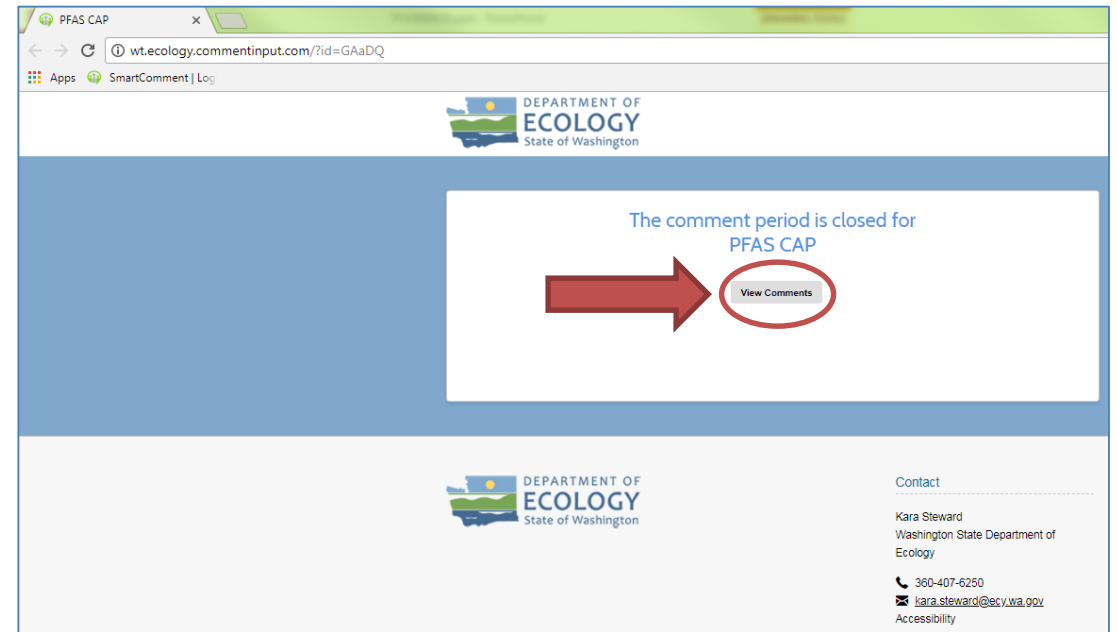 PFAS CAP
wt.ecology.commentinput.com/?id=GAaDQ
Apps SmartComment | Log
DEPARTMENT OF
ECOLOGY
State of Washington
The comment period is closed for
PFAS CAP
View Comments
DEPARTMENT OF
ECOLOGY
State of Washington
Contact
Kara Steward
Washington State Department of
Ecology
360-407-6250
kara.steward@ecy.wa.gov
Accessibility